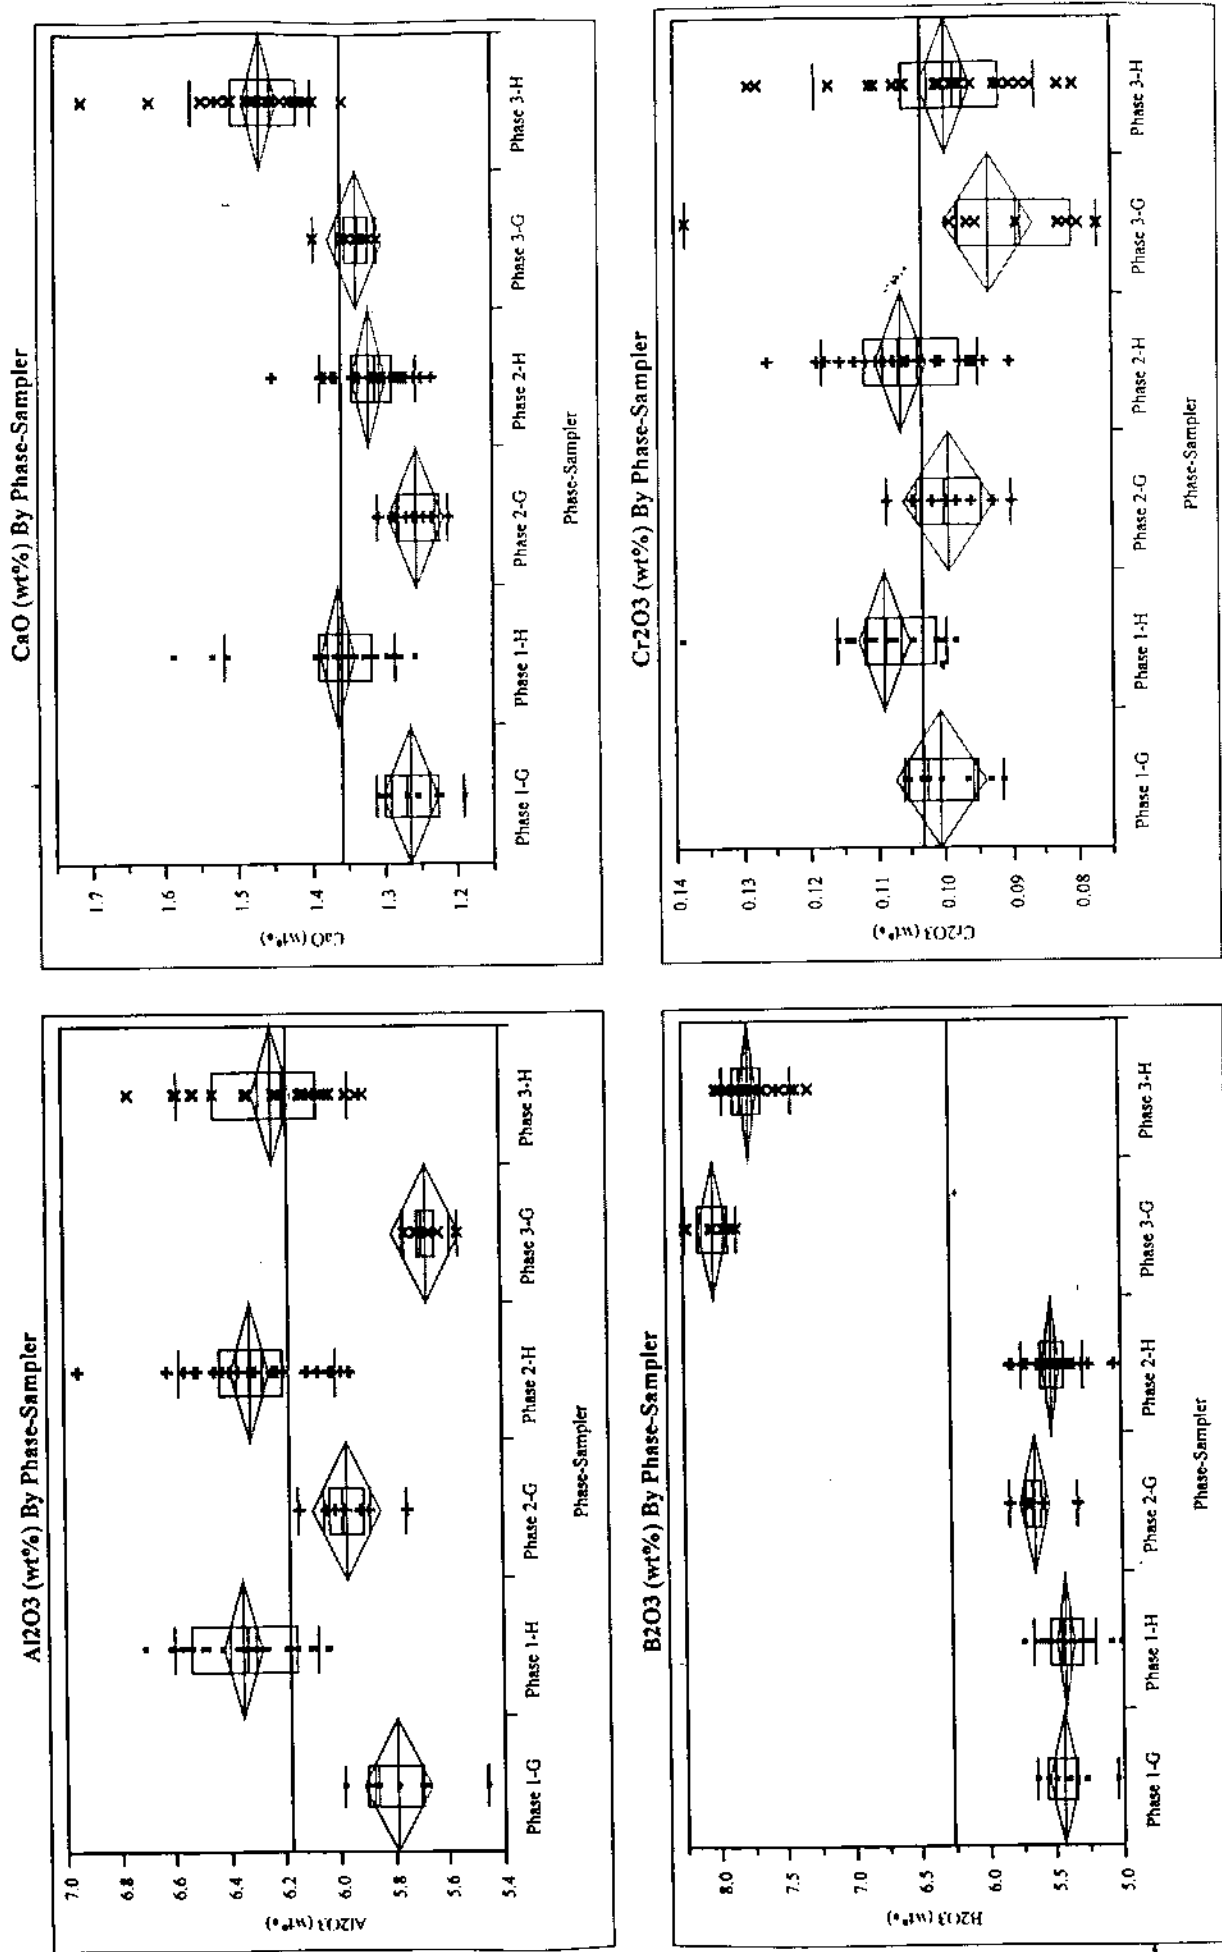 Al2O3 (wt%) By Phase-Sampler
7.0
6.8
6.6
6.4
6.2
6.0
5.8
5.6
5.4
Al2O3 (wt%)
Phase 1-G
Phase 1-H
Phase 2-G
Phase 2-H
Phase 3-G
Phase 3-H
Phase-Sampler
CaO (wt%) By Phase-Sampler
1.7
1.6
1.5
1.4
1.3
1.2
CaO (wt%)
Phase 1-G
Phase 1-H
Phase 2-G
Phase 2-H
Phase 3-G
Phase 3-H
Phase-Sampler
B2O3 (wt%) By Phase-Sampler
8.0
7.5
7.0
6.5
6.0
5.5
5.0
B2O3 (wt%)
Phase 1-G
Phase 1-H
Phase 2-G
Phase 2-H
Phase 3-G
Phase 3-H
Phase-Sampler
Cr2O3 (wt%) By Phase-Sampler
0.14
0.13
0.12
0.11
0.10
0.09
0.08
Cr2O3 (wt%)
Phase 1-G
Phase 1-H
Phase 2-G
Phase 2-H
Phase 3-G
Phase 3-H
Phase-Sampler